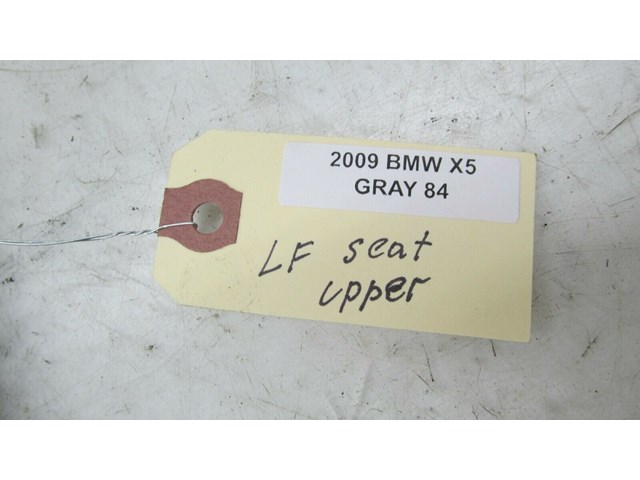 2009 BMW X5
GRAY 84
LF seat
upper